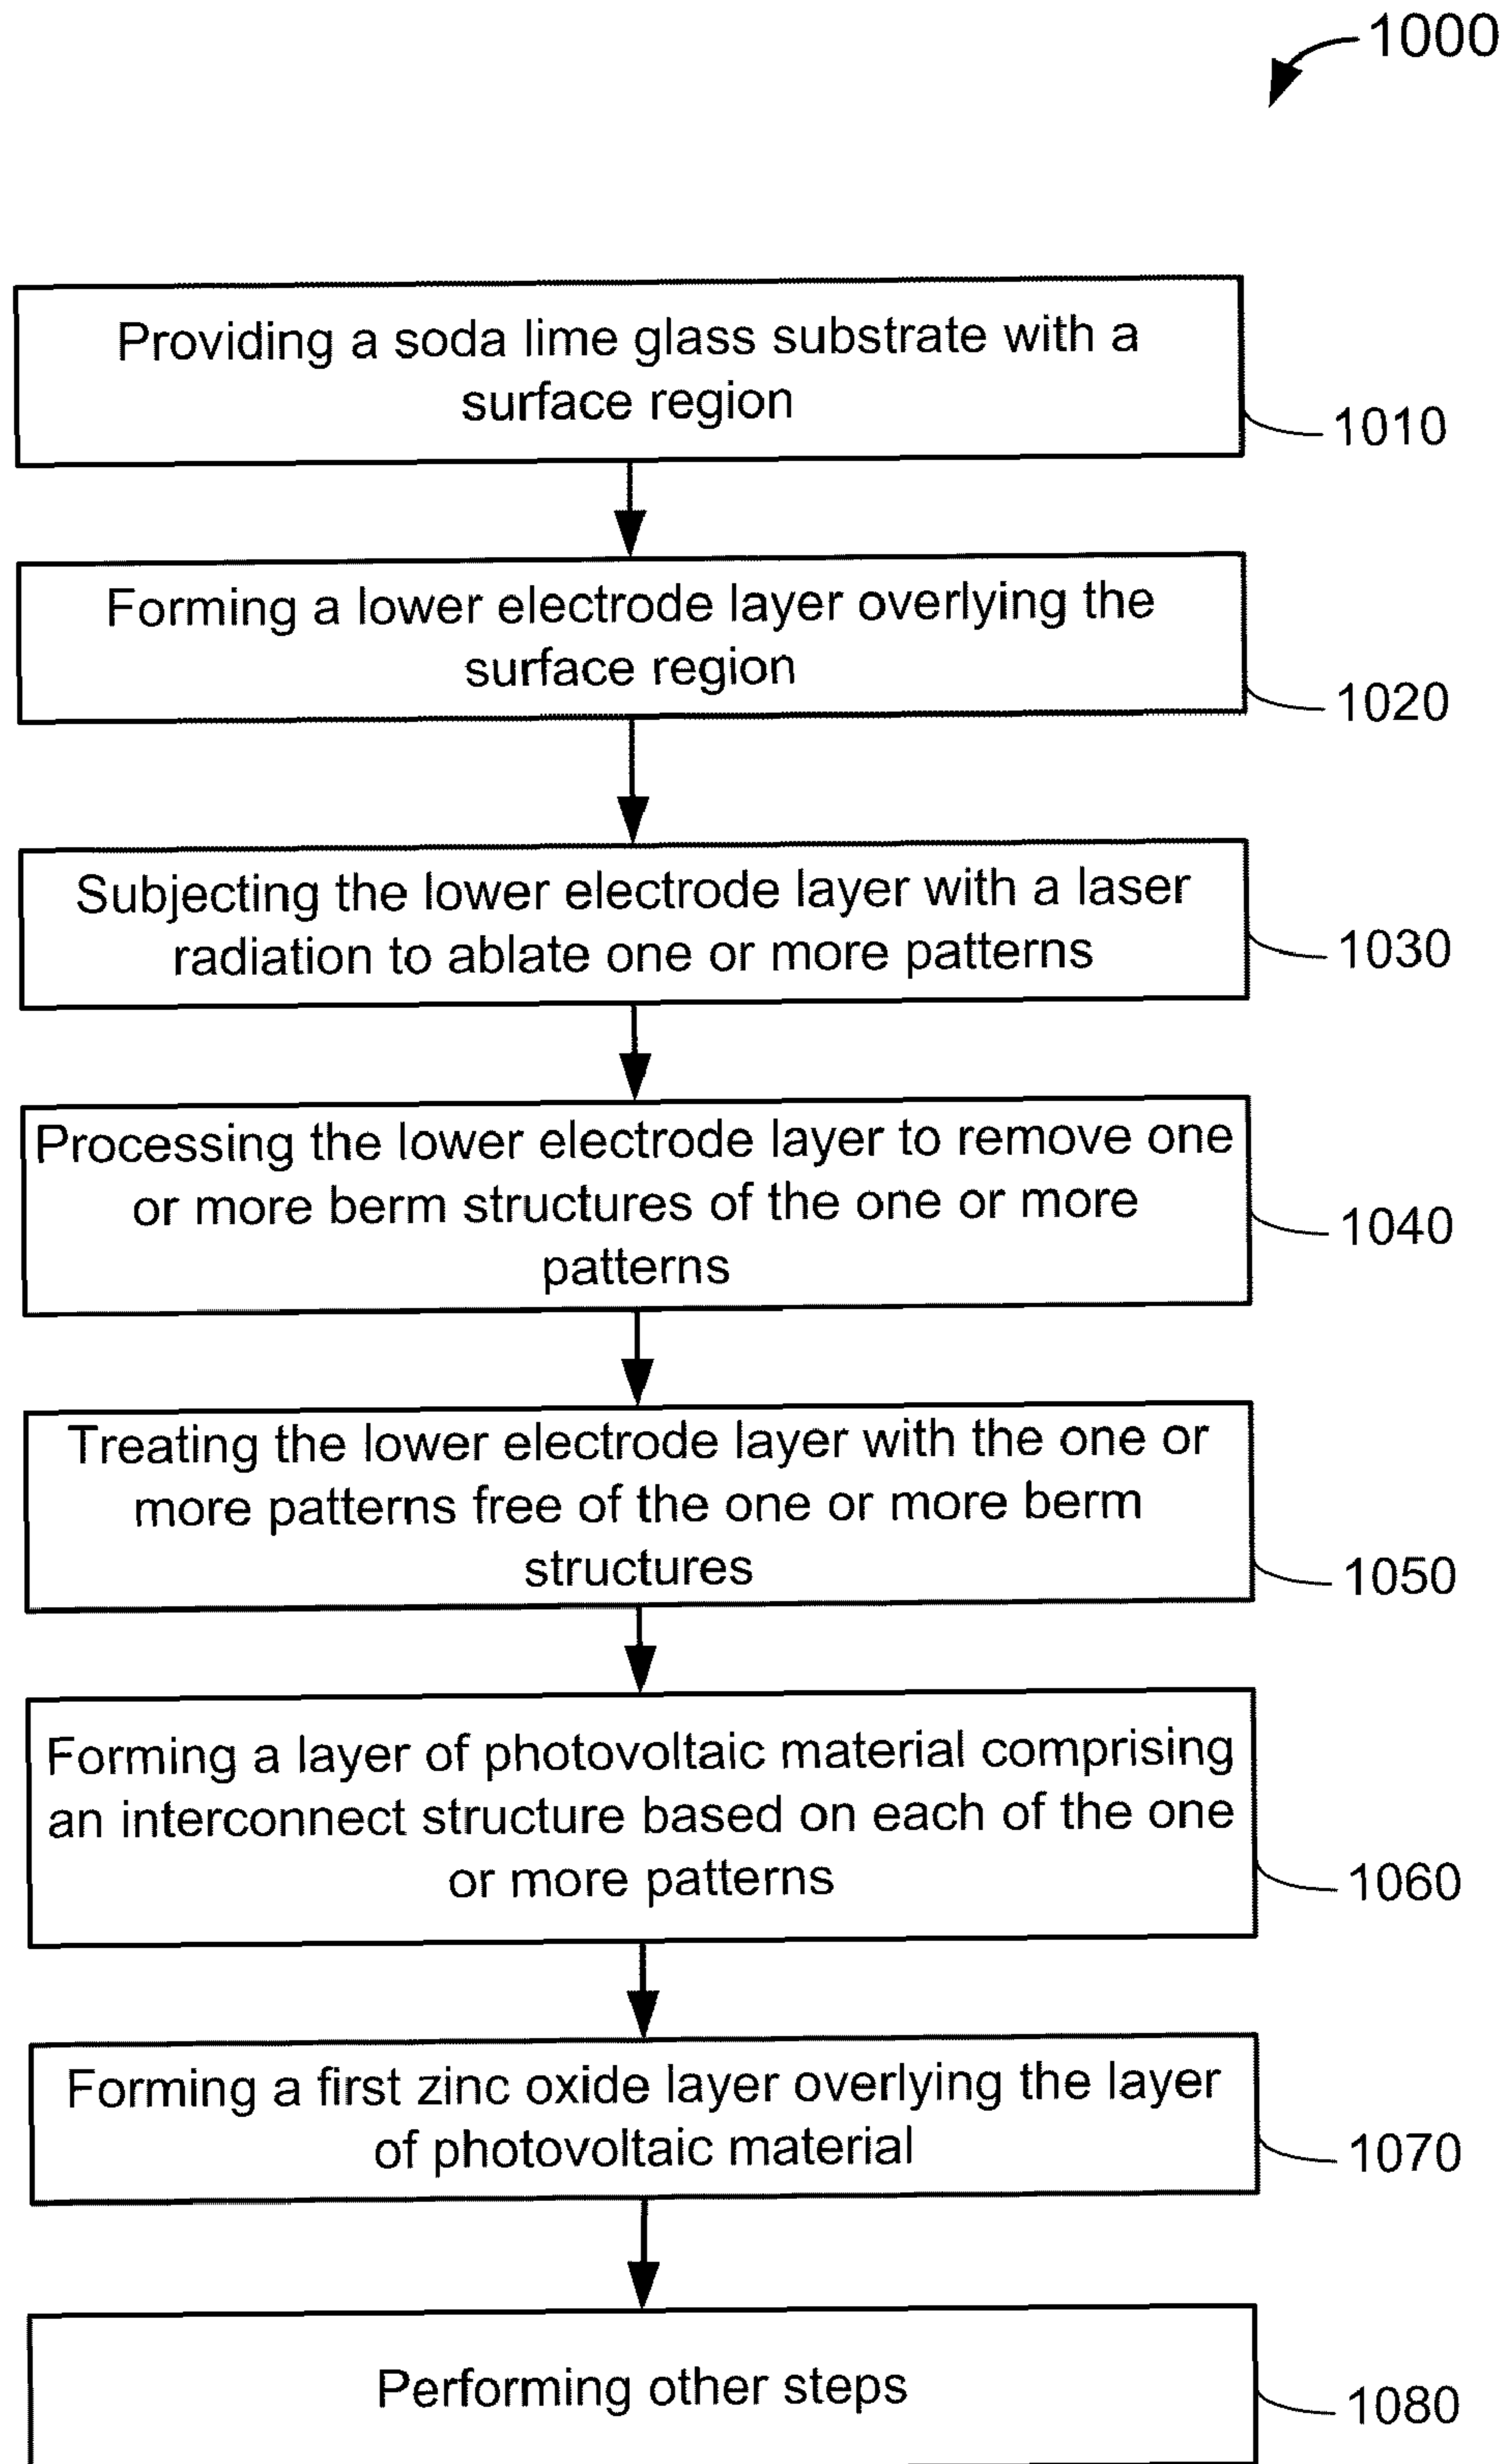 1000
Providing a soda lime glass substrate with a
surface region
1010
Forming a lower electrode layer overlying the
surface region
1020
Subjecting the lower electrode layer with a laser
radiation to ablate one or more patterns
1030
Processing the lower electrode layer to remove one
or more berm structures of the one or more
patterns
1040
Treating the lower electrode layer with the one or
more patterns free of the one or more berm
structures
1050
Forming a layer of photovoltaic material comprising
an interconnect structure based on each of the one
or more patterns
1060
Forming a first zinc oxide layer overlying the layer
of photovoltaic material
1070
Performing other steps
1080